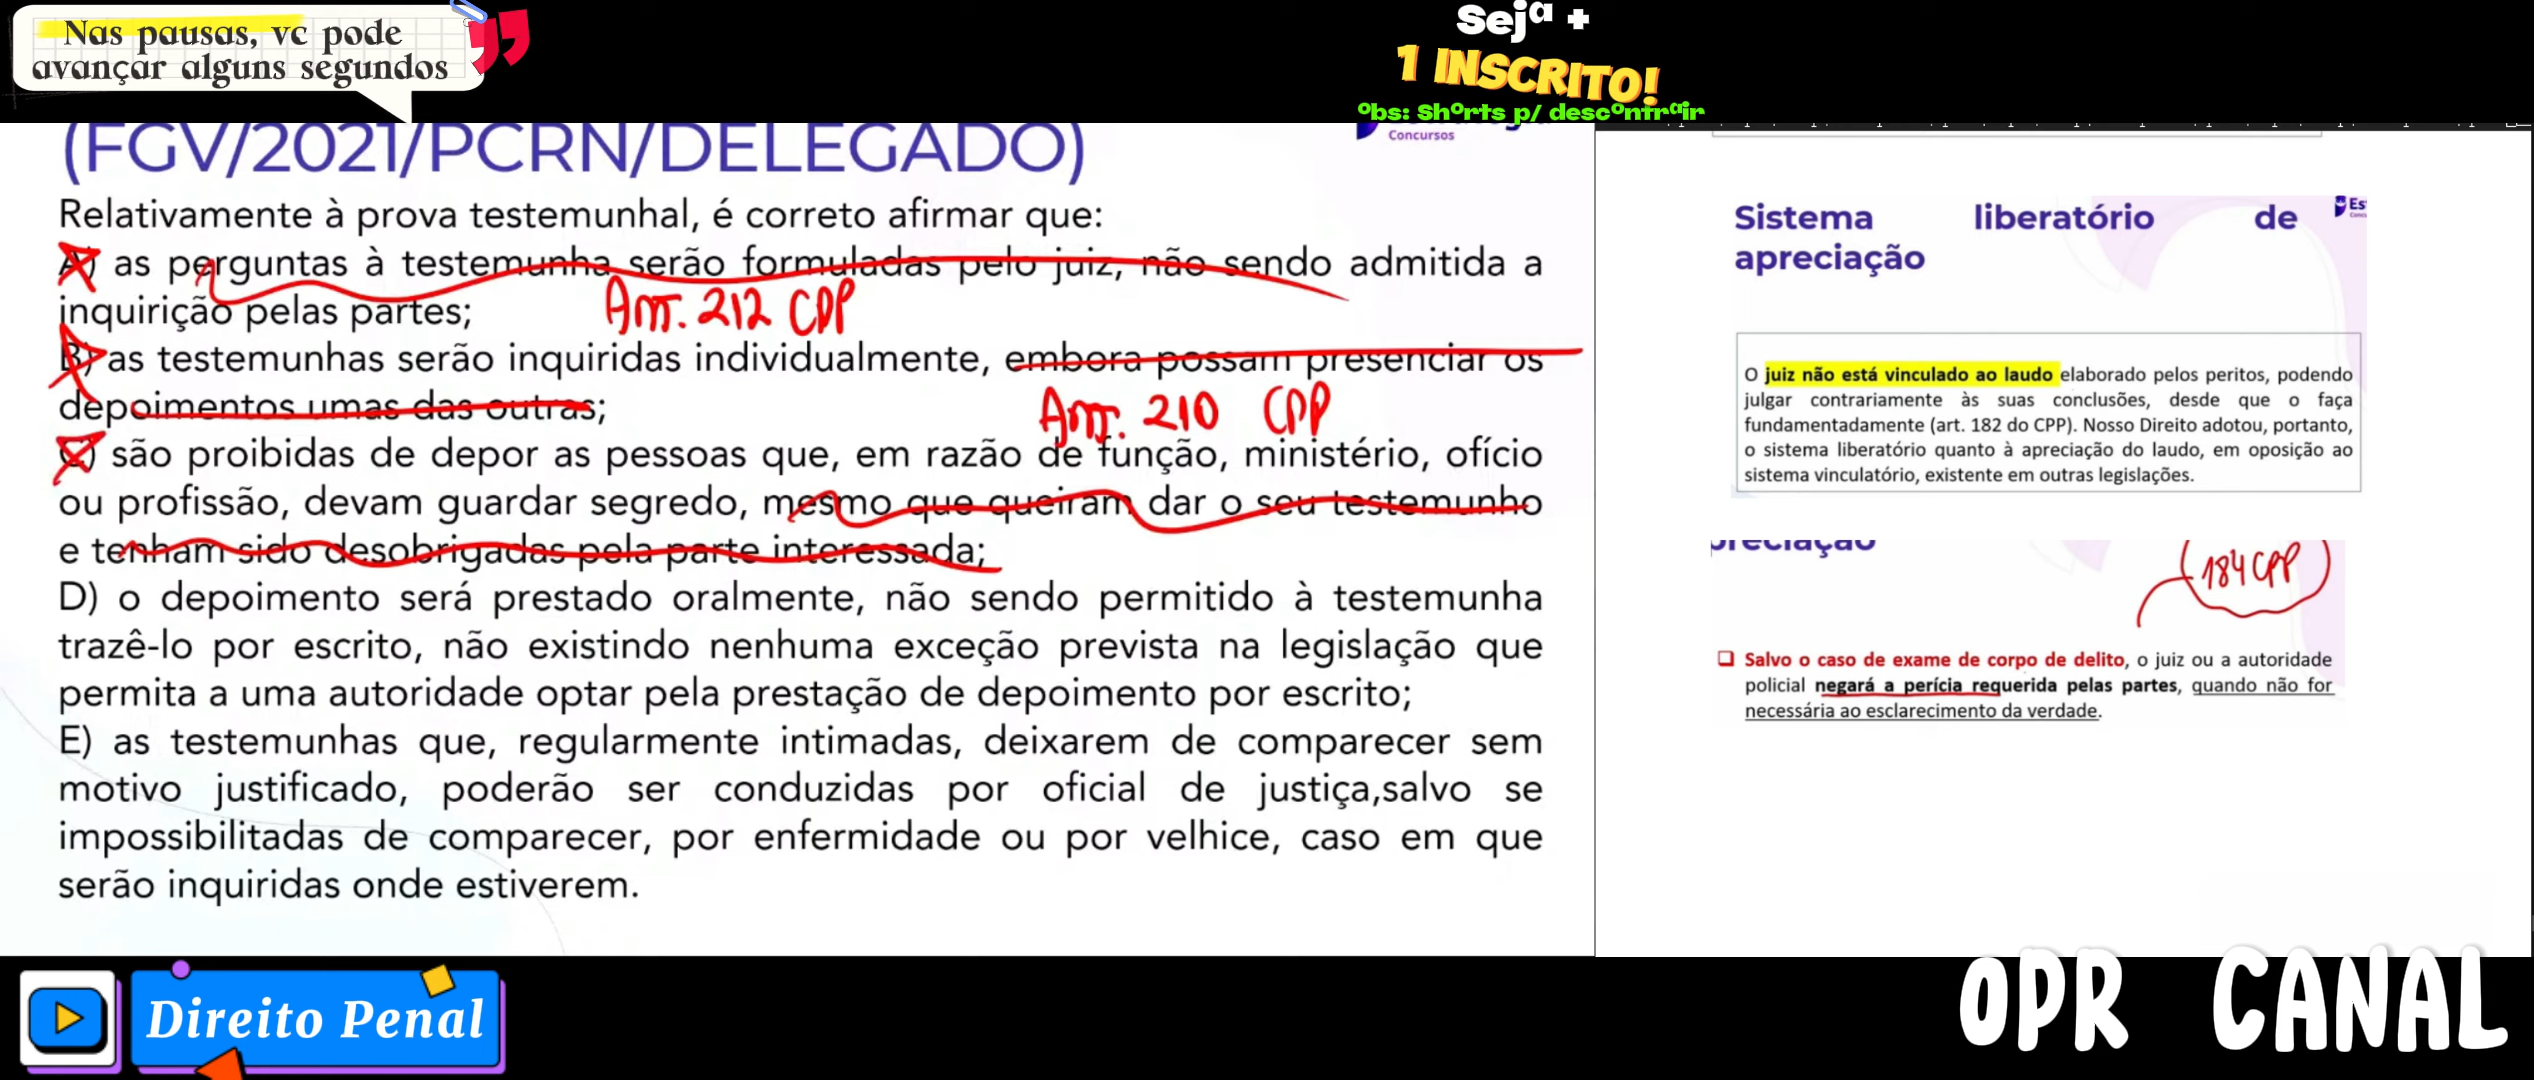 Nas pausas, vc pode
avançar alguns segundos
Seja +
1 INSCRITO!
obs: Shorts p/ descontrair
(FGV/2021/PCRN/DELEGADO)
Concursos
Relativamente à prova testemunhal, é correto afirmar que:
A) as perguntas à testemunha serão formuladas pelo juiz, não sendo admitida a
inquirição pelas partes;
Art. 212 CPP
B) as testemunhas serão inquiridas individualmente, embora possam presenciar os
depoimentos umas das outras;
Art. 210 CPP
C) são proibidas de depor as pessoas que, em razão de função, ministério, ofício
ou profissão, devam guardar segredo, mesmo que queiram dar o seu testemunho
e tenham sido desobrigadas pela parte interessada;
D) o depoimento será prestado oralmente, não sendo permitido à testemunha
trazê-lo por escrito, não existindo nenhuma exceção prevista na legislação que
permita a uma autoridade optar pela prestação de depoimento por escrito;
E) as testemunhas que, regularmente intimadas, deixarem de comparecer sem
motivo justificado, poderão ser conduzidas por oficial de justiça,salvo se
impossibilitadas de comparecer, por enfermidade ou por velhice, caso em que
serão inquiridas onde estiverem.
Sistema liberatório de
apreciação
O juiz não está vinculado ao laudo elaborado pelos peritos, podendo
julgar contrariamente às suas conclusões, desde que o faça
fundamentadamente (art. 182 do CPP). Nosso Direito adotou, portanto,
o sistema liberatório quanto à apreciação do laudo, em oposição ao
sistema vinculatório, existente em outras legislações.
preciação
184 CPP
Salvo o caso de exame de corpo de delito, o juiz ou a autoridade
policial negará a perícia requerida pelas partes, quando não for
necessária ao esclarecimento da verdade.
Direito Penal
OPR CANAL